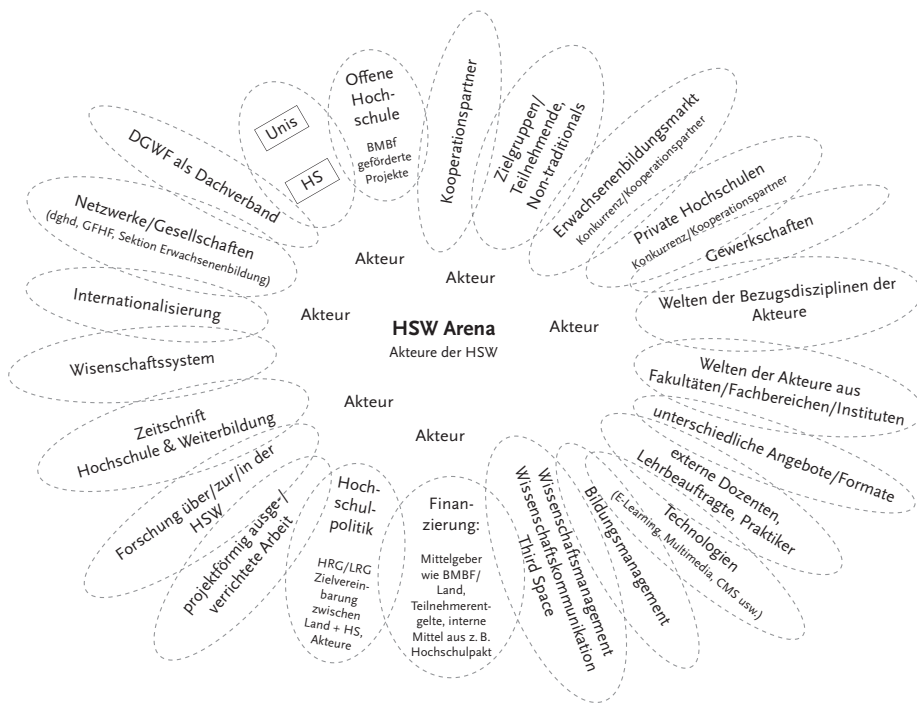 Unis
HS
Offene
Hoch-
schule
BMBf
geförderte
Projekte
Kooperationspartner
Zielgruppen/
Teilnehmende,
Non-traditionals
Erwachsenenbildungsmarkt
Konkurrenz/Kooperationspartner
Private Hochschulen
Konkurrenz/Kooperationspartner
Gewerkschaften
Welten der Bezugsdisziplinen der
Akteure
Welten der Akteure aus
Fakultäten/Fachbereichen/Instituten
unterschiedliche Angebote/Formate
externe Dozenten,
Lehrbeauftragte, Praktiker
Technologien
(E-Learning, Multimedia, CMS usw.)
Bildungsmanagement
Wissenschaftsmanagement
Wissenschaftskommunikation
Third Space
Finan-
zierung:
Mittelgeber
wie BMBF/
Land,
Teilnehmerent-
gelte, interne
Mittel aus z. B.
Hochschulpakt
Hoch-
schul-
politik
HRG/LRG
Zielverein-
barung
zwischen
Land + HS,
Akteure
projektförmig ausge-/
verrichtete Arbeit
Forschung über/zur/in der
HSW
Zeitschrift
Hochschule & Weiterbildung
Wisenschaftssystem
Internationalisierung
Netzwerke/Gesellschaften
(dghd, GFHF, Sektion Erwachsenenbildung)
DGWF als Dachverband
Akteur
Akteur
Akteur
HSW Arena
Akteure der HSW
Akteur
Akteur
Akteur